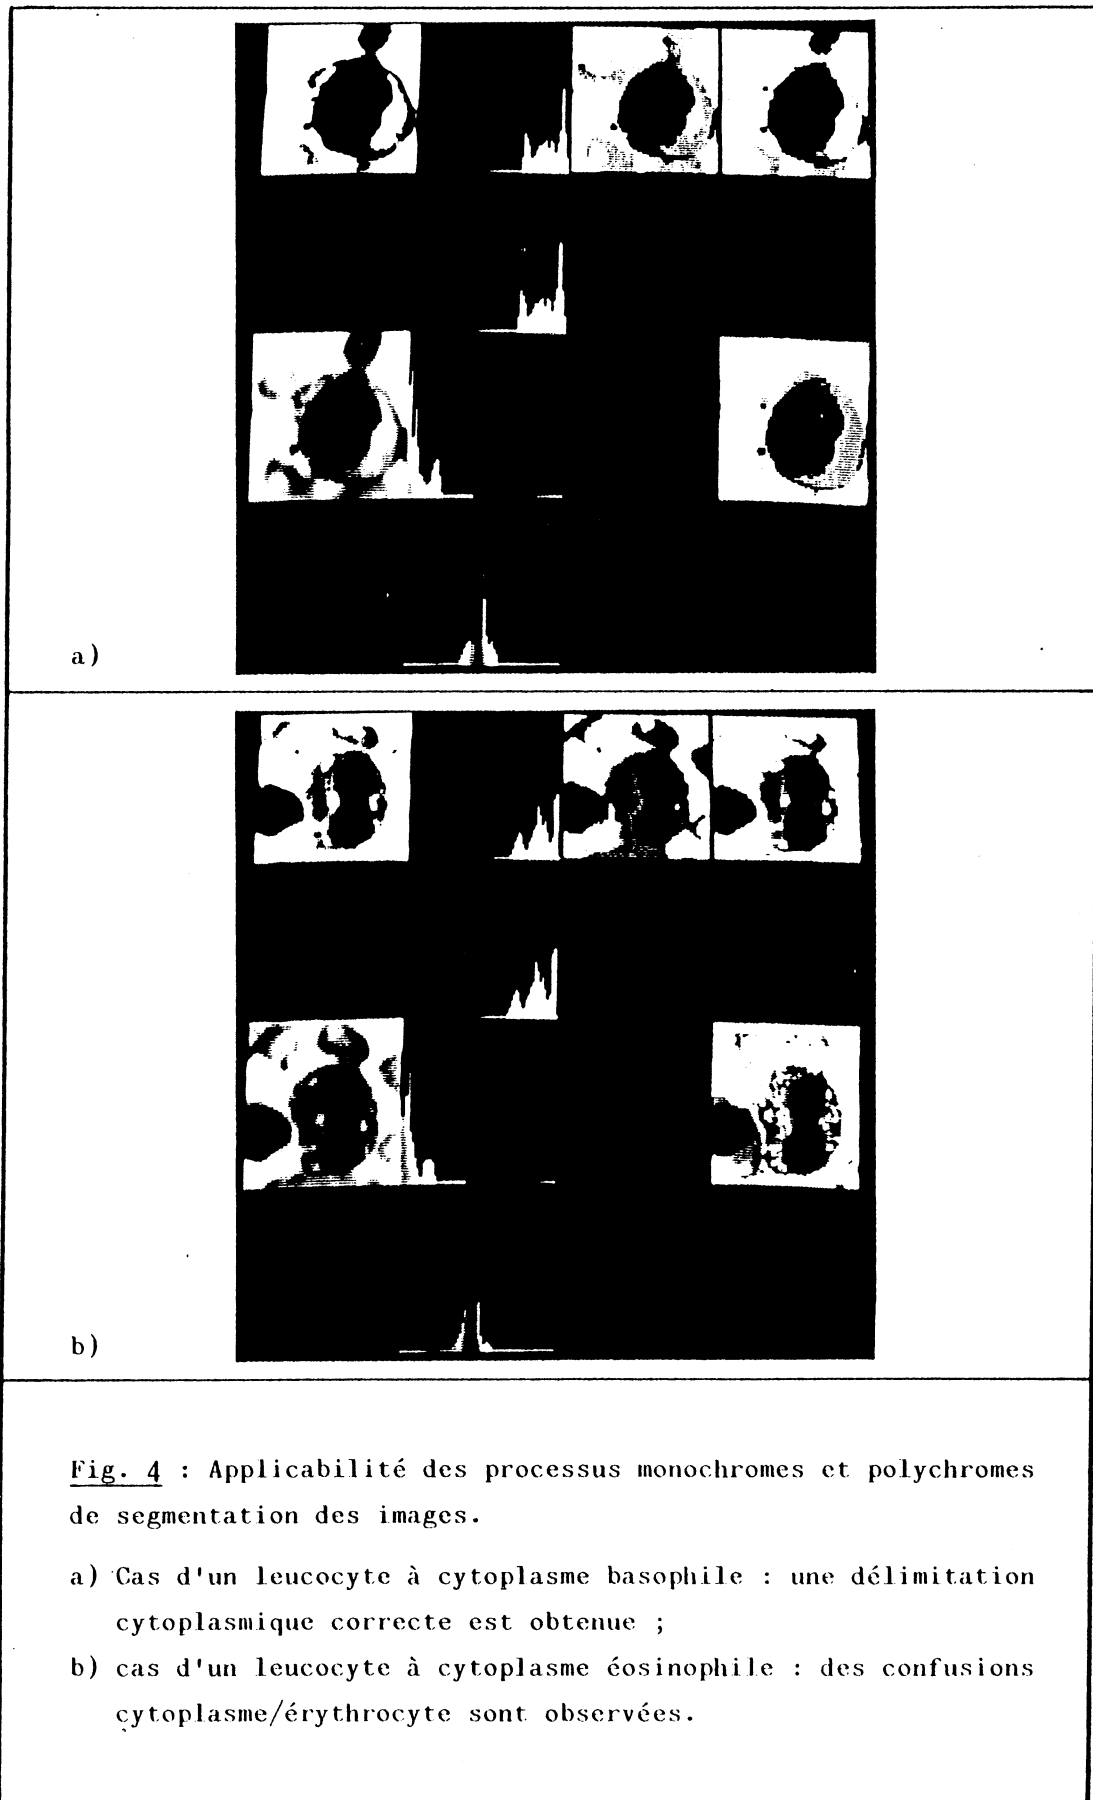 a)
b)
Fig. 4 : Applicabilité des processus monochromes et polychromes
de segmentation des images.
a) Cas d'un leucocyte à cytoplasme basophile : une délimitation
cytoplasmique correcte est obtenue ;
b) cas d'un leucocyte à cytoplasme éosinophile : des confusions
cytoplasme/érythrocyte sont observées.